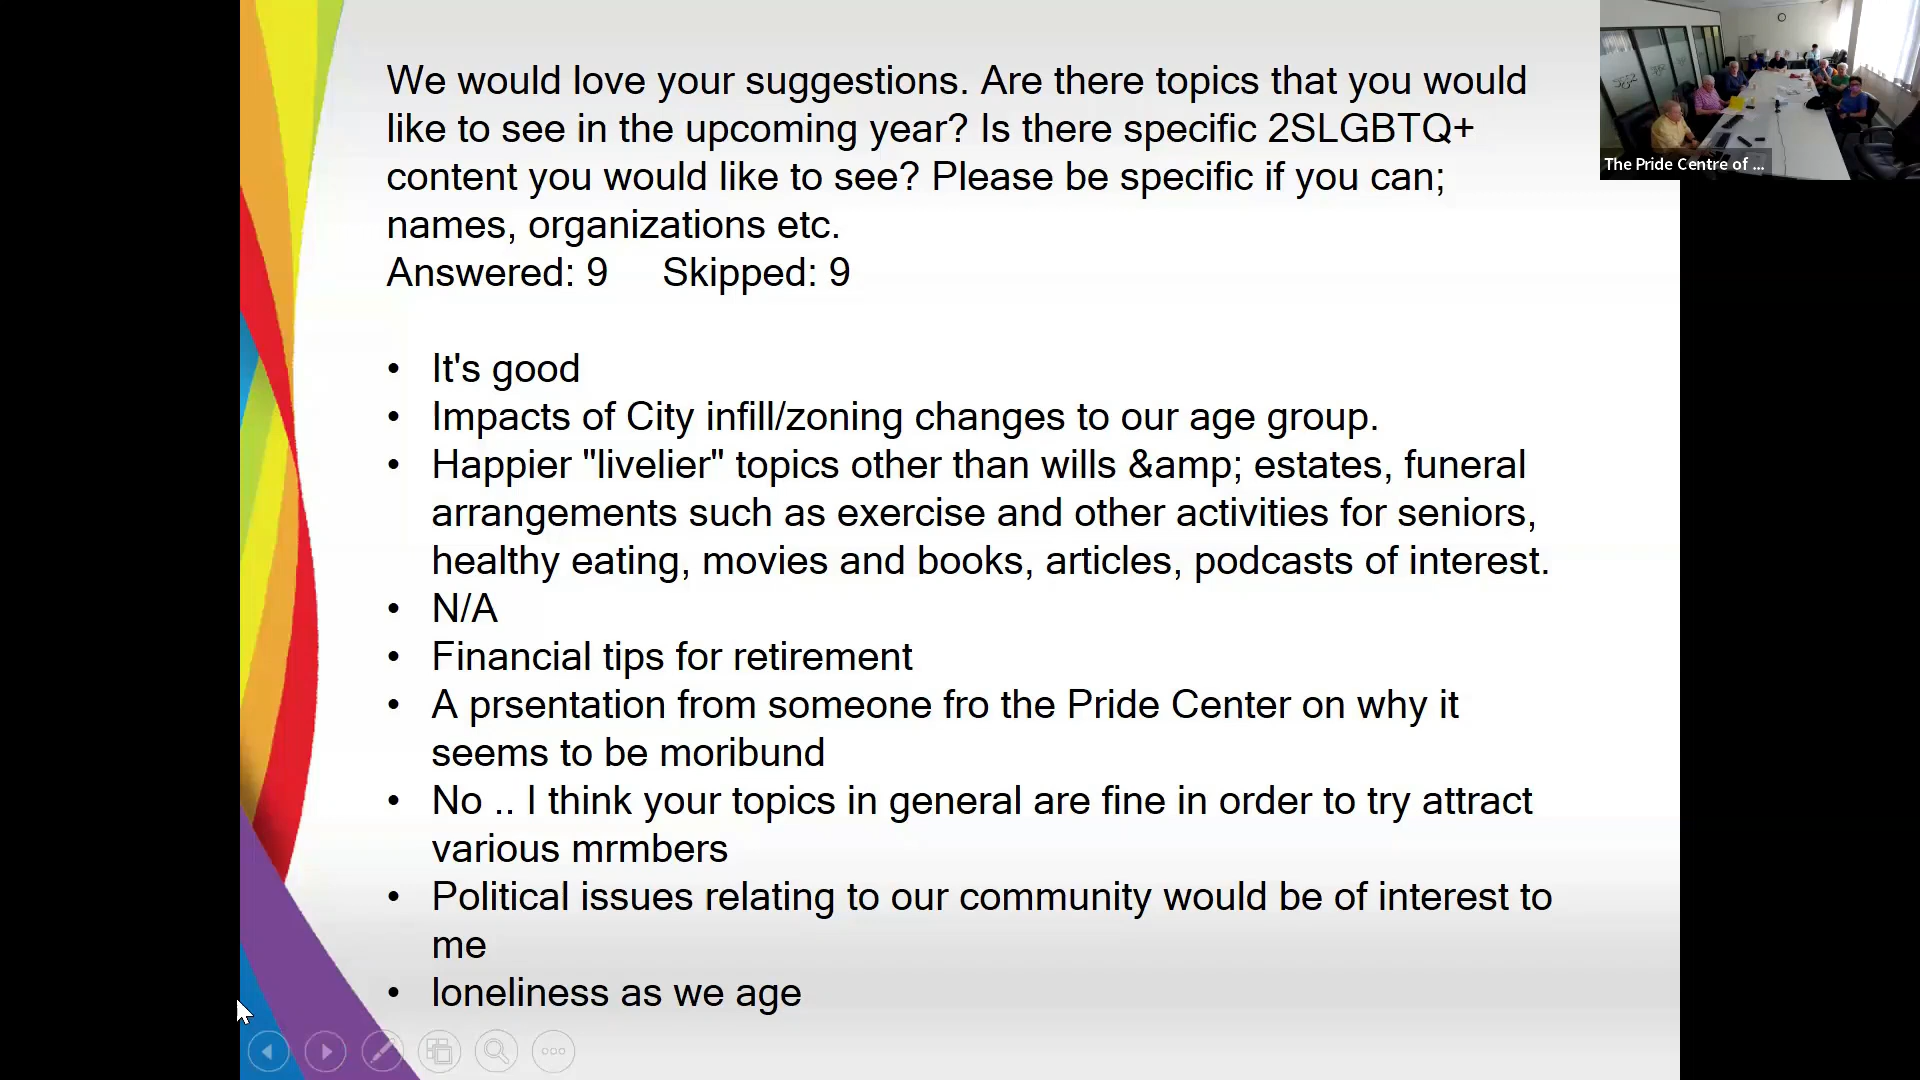 We would love your suggestions. Are there topics that you would
like to see in the upcoming year? Is there specific 2SLGBTQ+
content you would like to see? Please be specific if you can;
names, organizations etc.
Answered: 9 Skipped: 9
• It's good
• Impacts of City infill/zoning changes to our age group.
• Happier "livelier" topics other than wills &amp; estates, funeral
arrangements such as exercise and other activities for seniors,
healthy eating, movies and books, articles, podcasts of interest.
• N/A
• Financial tips for retirement
• A prsentation from someone fro the Pride Center on why it
seems to be moribund
• No .. I think your topics in general are fine in order to try attract
various mrmbers
• Political issues relating to our community would be of interest to
me
• loneliness as we age
The Pride Centre of ...